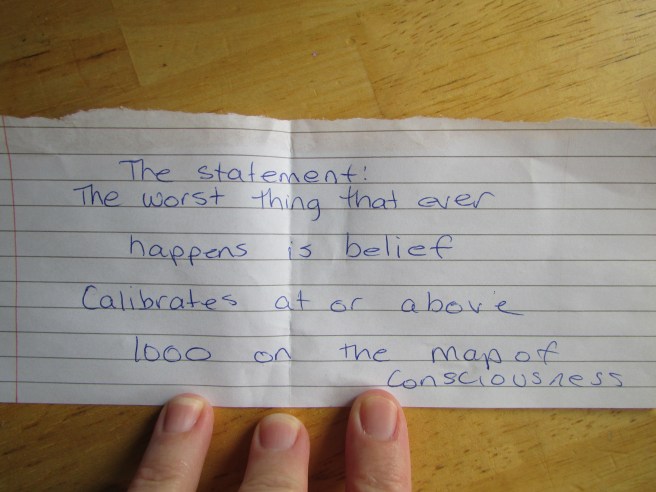 The statement:
The worst thing that ever
happens is belief
Calibrates at or above
1000 on the map of
Consciousness